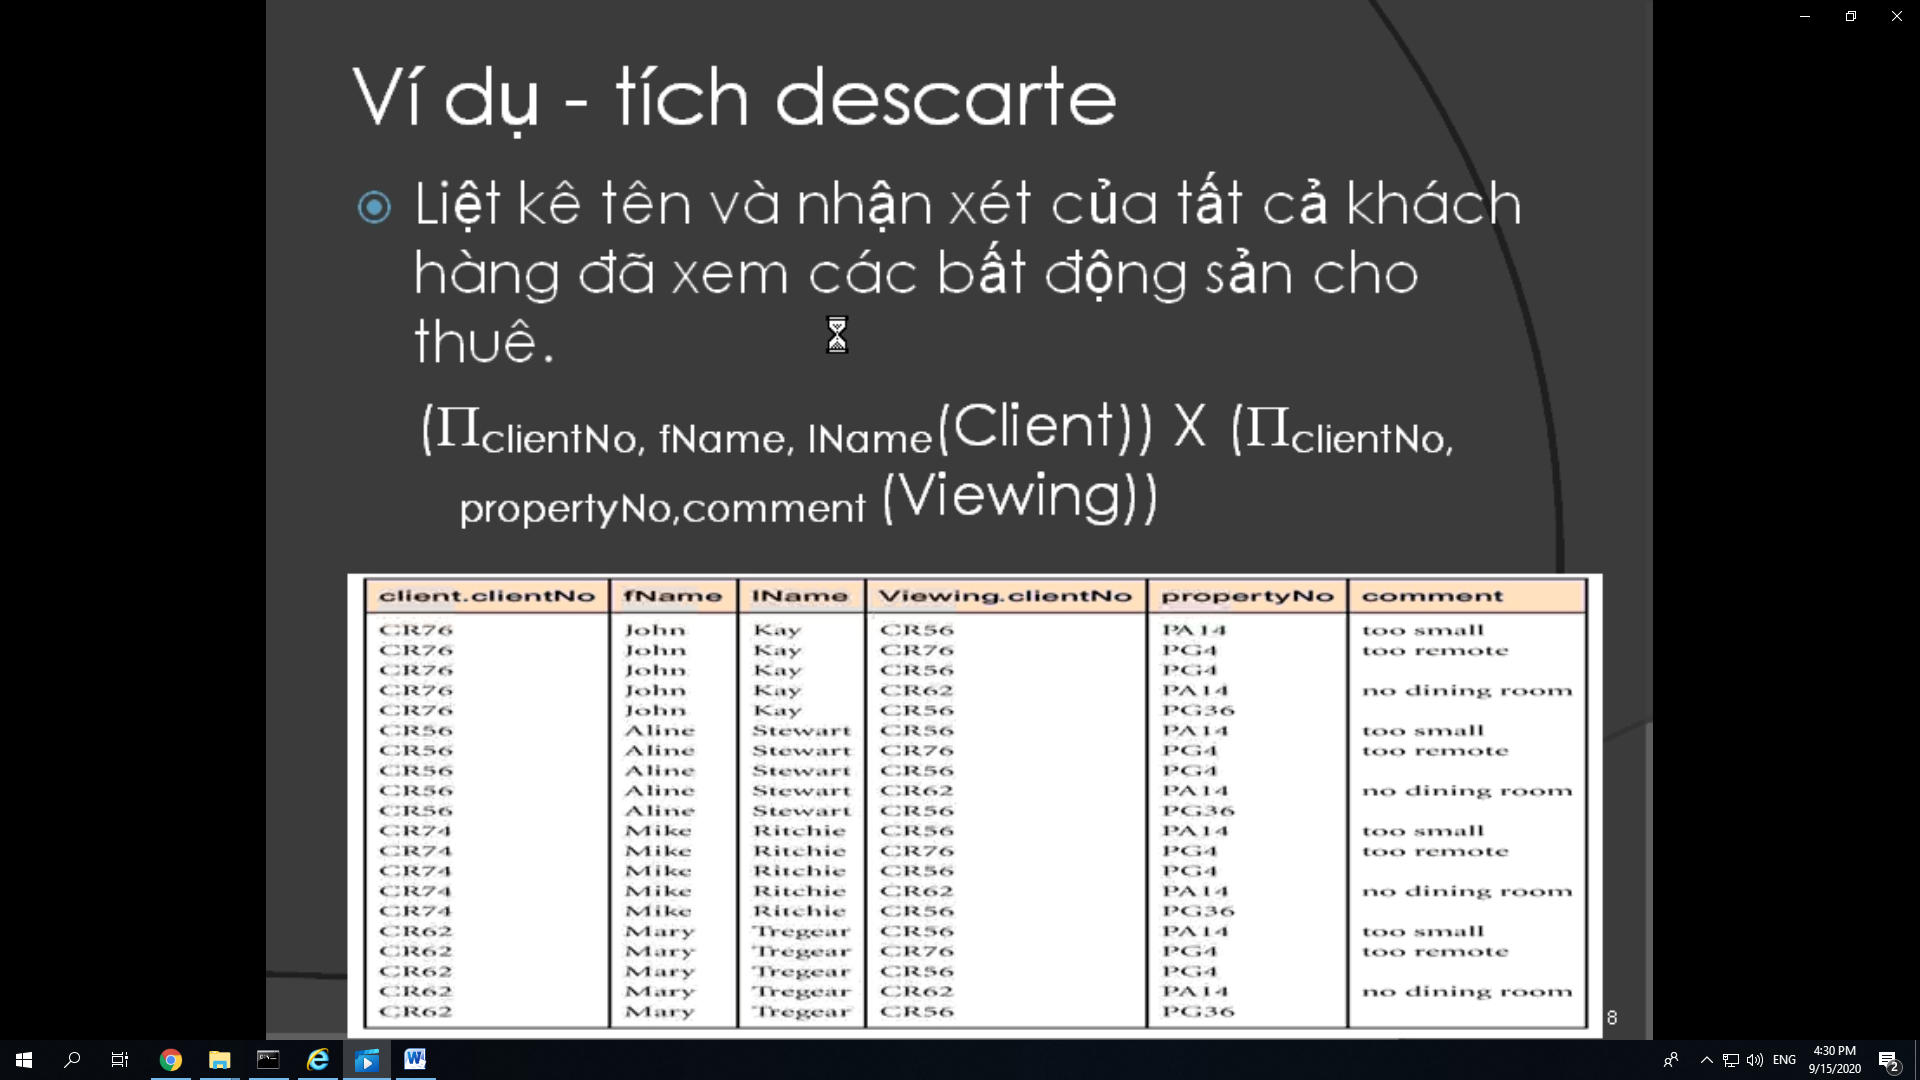 Ví dụ - tích descarte
Liệt kê tên và nhận xét của tất cả khách
hàng đã xem các bất động sản cho
thuê.
(ΠclientNo, fName, lName(Client)) X (ΠclientNo,
propertyNo,comment (Viewing))
client.clientNo fName lName Viewing.clientNo propertyNo comment
CR76 John Kay CR56 PA14 too small
CR76 John Kay CR76 PG4 too remote
CR76 John Kay CR56 PG4
CR76 John Kay CR62 PA14 no dining room
CR76 John Kay CR56 PG36
CR56 Aline Stewart CR56 PA14 too small
CR56 Aline Stewart CR76 PG4 too remote
CR56 Aline Stewart CR56 PG4
CR56 Aline Stewart CR62 PA14 no dining room
CR56 Aline Stewart CR56 PG36
CR74 Mike Ritchie CR56 PA14 too small
CR74 Mike Ritchie CR76 PG4 too remote
CR74 Mike Ritchie CR56 PG4
CR74 Mike Ritchie CR62 PA14 no dining room
CR74 Mike Ritchie CR56 PG36
CR62 Mary Tregear CR56 PA14 too small
CR62 Mary Tregear CR76 PG4 too remote
CR62 Mary Tregear CR56 PG4
CR62 Mary Tregear CR62 PA14 no dining room
CR62 Mary Tregear CR56 PG36
8
ENG
4:30 PM
9/15/2020
2